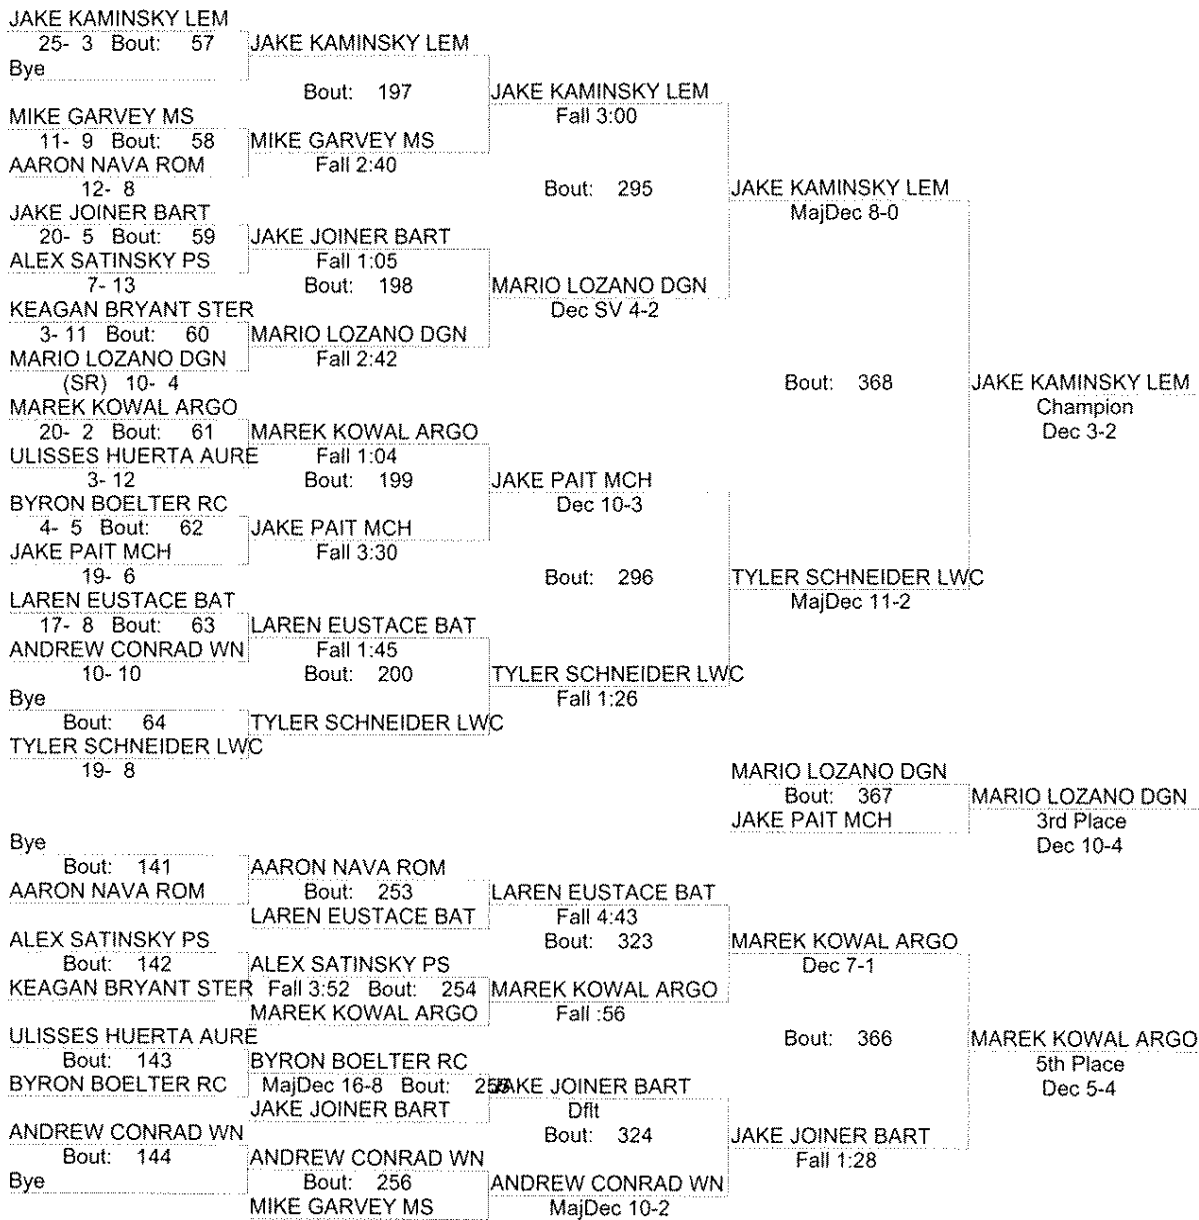 JAKE KAMINSKY LEM
25- 3 Bout: 57 JAKE KAMINSKY LEM
Bye
Bout: 197 JAKE KAMINSKY LEM
Fall 3:00
MIKE GARVEY MS
11- 9 Bout: 58 MIKE GARVEY MS
AARON NAVA ROM Fall 2:40
12- 8 Bout: 295 JAKE KAMINSKY LEM
JAKE JOINER BART MajDec 8-0
20- 5 Bout: 59 JAKE JOINER BART
ALEX SATINSKY PS Fall 1:05
7- 13 Bout: 198 MARIO LOZANO DGN
KEAGAN BRYANT STER Dec SV 4-2
3- 11 Bout: 60 MARIO LOZANO DGN
MARIO LOZANO DGN Fall 2:42
(SR) 10- 4 Bout: 368 JAKE KAMINSKY LEM
MAREK KOWAL ARGO Champion
20- 2 Bout: 61 MAREK KOWAL ARGO Dec 3-2
ULISSES HUERTA AURE Fall 1:04
3- 12 Bout: 199 JAKE PAIT MCH
BYRON BOELTER RC Dec 10-3
4- 5 Bout: 62 JAKE PAIT MCH
JAKE PAIT MCH Fall 3:30
19- 6 Bout: 296 TYLER SCHNEIDER LWC
LAREN EUSTACE BAT MajDec 11-2
17- 8 Bout: 63 LAREN EUSTACE BAT
ANDREW CONRAD WN Fall 1:45
10- 10 Bout: 200 TYLER SCHNEIDER LWC
Bye Fall 1:26
Bout: 64 TYLER SCHNEIDER LWC
TYLER SCHNEIDER LWC
19- 8 MARIO LOZANO DGN
Bout: 367 MARIO LOZANO DGN
JAKE PAIT MCH 3rd Place
Bye Dec 10-4
Bout: 141 AARON NAVA ROM
AARON NAVA ROM Bout: 253 LAREN EUSTACE BAT
LAREN EUSTACE BAT Fall 4:43
ALEX SATINSKY PS Bout: 323 MAREK KOWAL ARGO
Bout: 142 ALEX SATINSKY PS Dec 7-1
KEAGAN BRYANT STER Fall 3:52 Bout: 254 MAREK KOWAL ARGO
MAREK KOWAL ARGO Fall :56
ULISSES HUERTA AURE Bout: 366 MAREK KOWAL ARGO
Bout: 143 BYRON BOELTER RC 5th Place
BYRON BOELTER RC MajDec 16-8 Bout: 255 JAKE JOINER BART Dec 5-4
JAKE JOINER BART Dflt
ANDREW CONRAD WN Bout: 324 JAKE JOINER BART
Bout: 144 ANDREW CONRAD WN Fall 1:28
Bye Bout: 256 ANDREW CONRAD WN
MIKE GARVEY MS MajDec 10-2